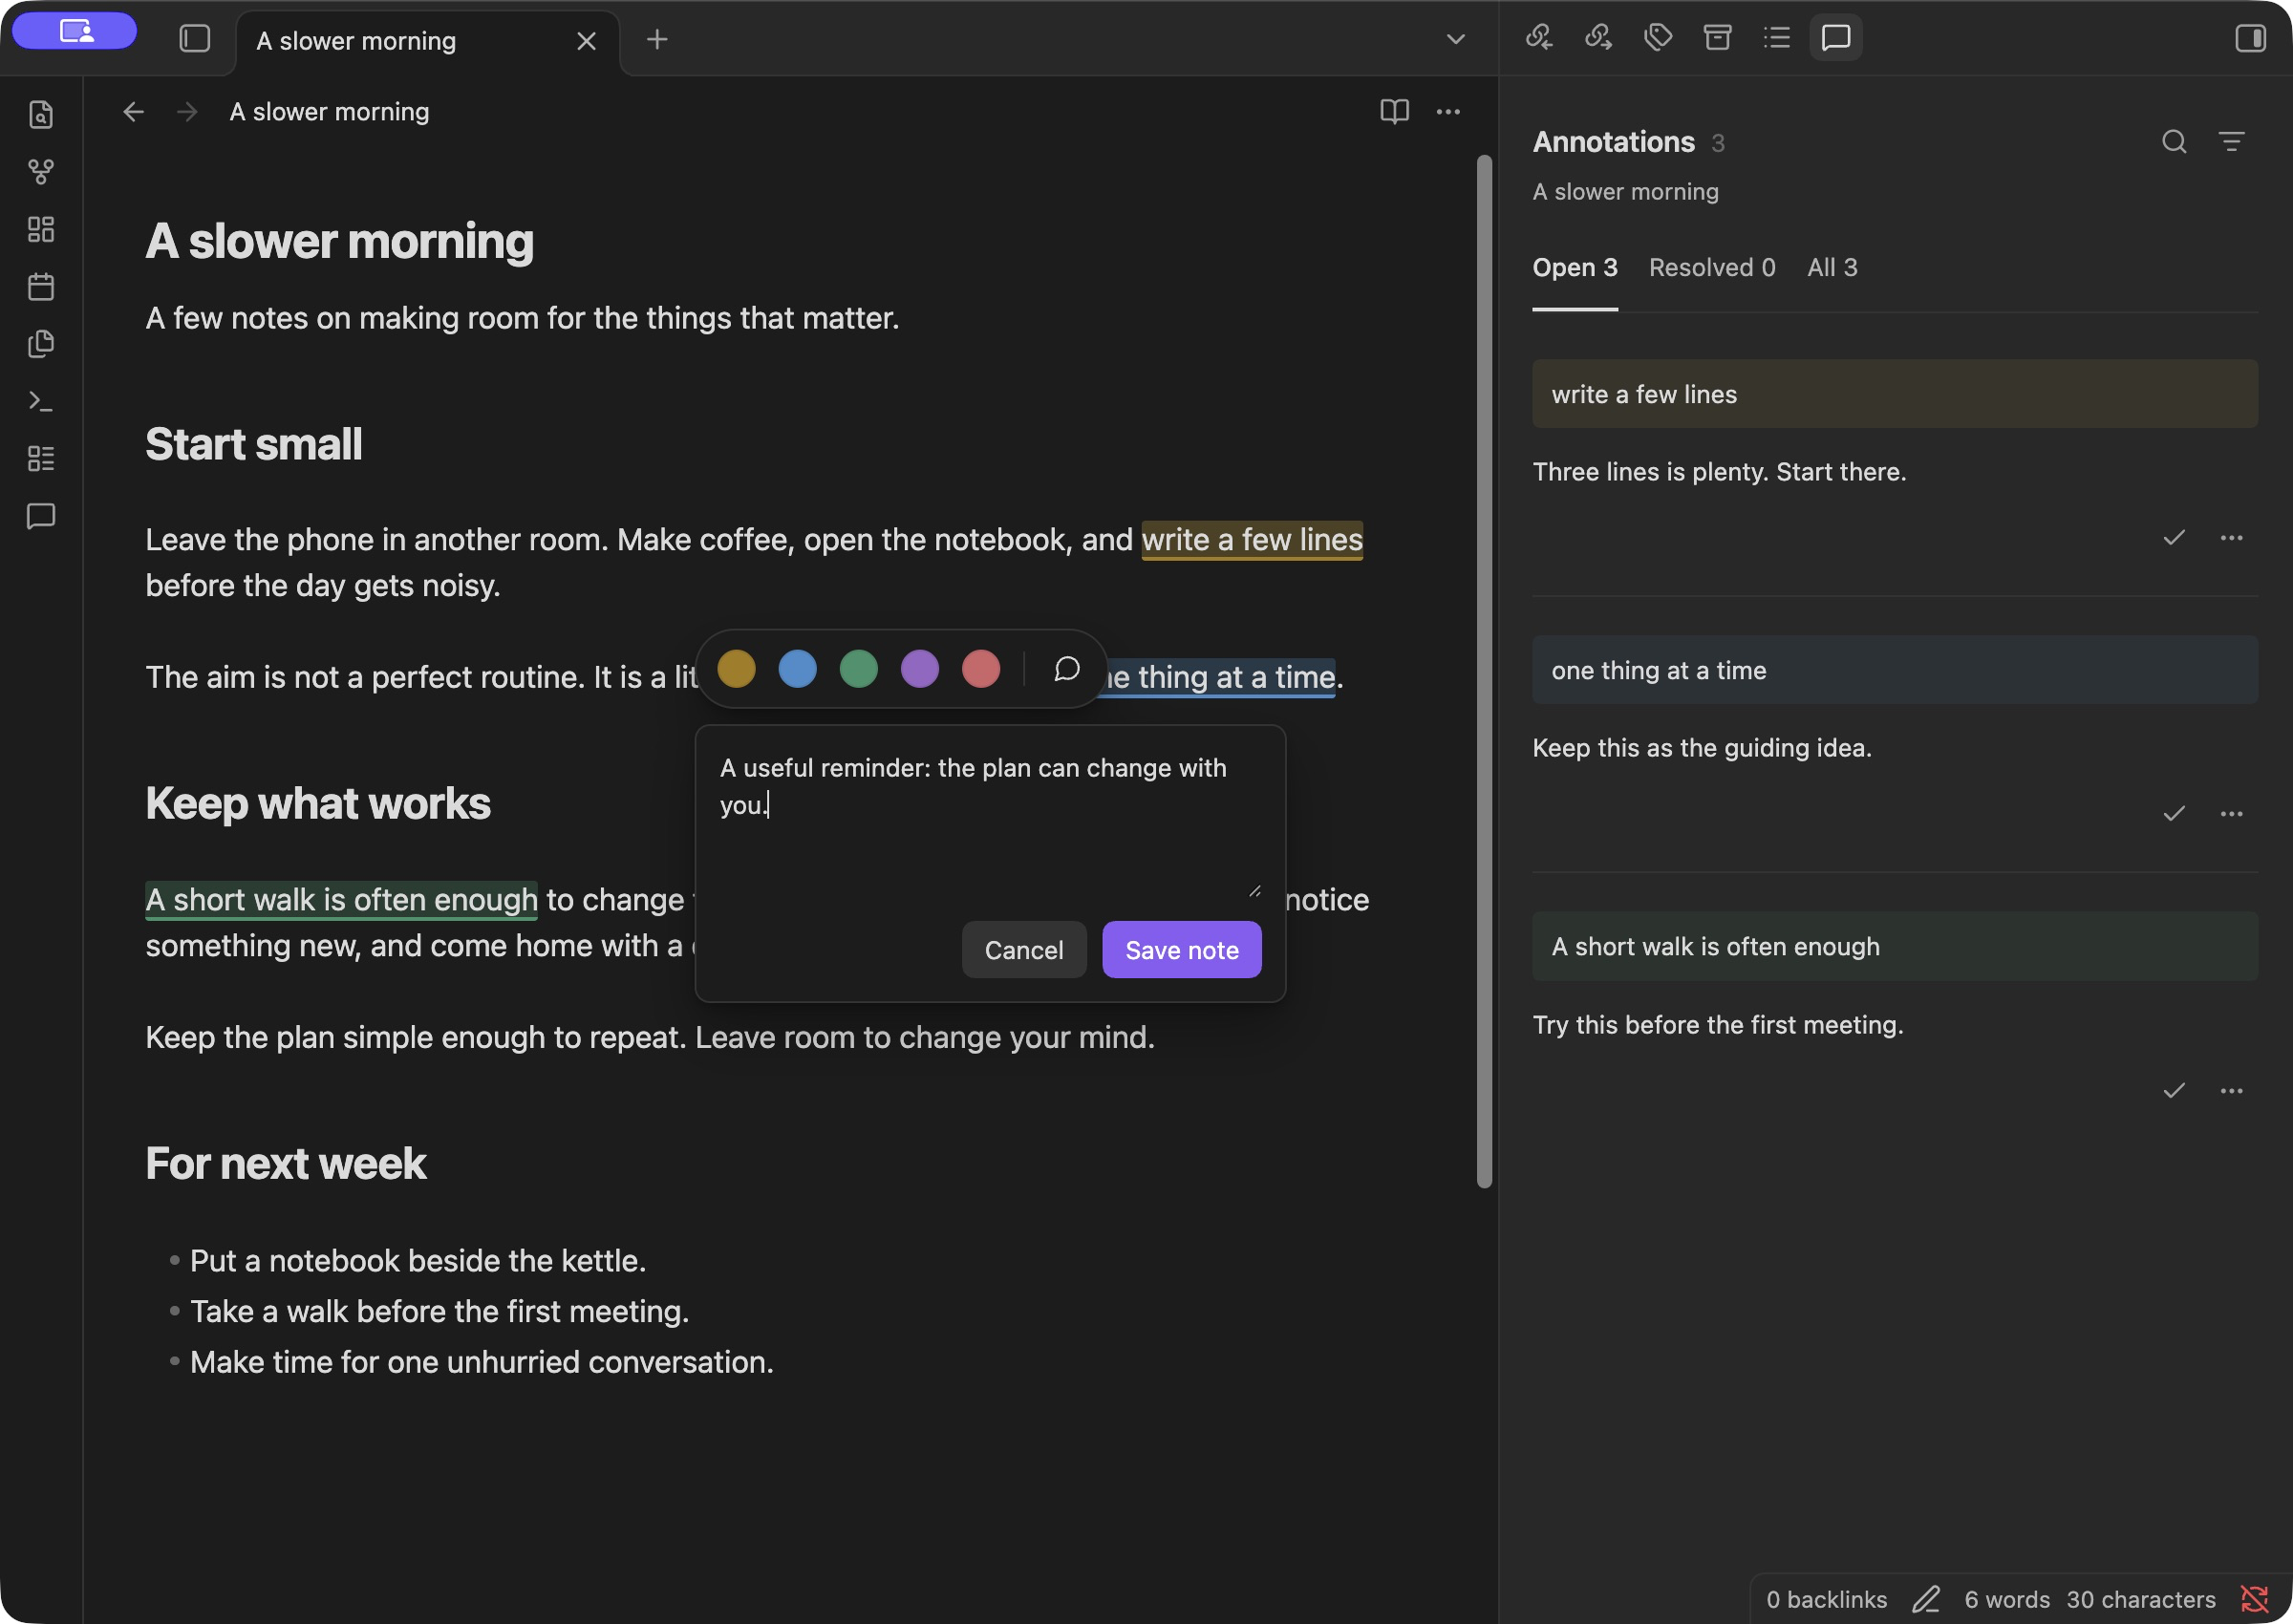 A slower morning
A slower morning
A slower morning
A few notes on making room for the things that matter.
Start small
Leave the phone in another room. Make coffee, open the notebook, and write a few lines
before the day gets noisy.
The aim is not a perfect routine. It is a thing at a time.
A useful reminder: the plan can change with
you.
Cancel
Save note
Keep what works
A short walk is often enough to change notice
something new, and come home with a
Keep the plan simple enough to repeat. Leave room to change your mind.
For next week
Put a notebook beside the kettle.
Take a walk before the first meeting.
Make time for one unhurried conversation.
Annotations 3
A slower morning
Open 3 Resolved 0 All 3
write a few lines
Three lines is plenty. Start there.
one thing at a time
Keep this as the guiding idea.
A short walk is often enough
Try this before the first meeting.
0 backlinks 6 words 30 characters